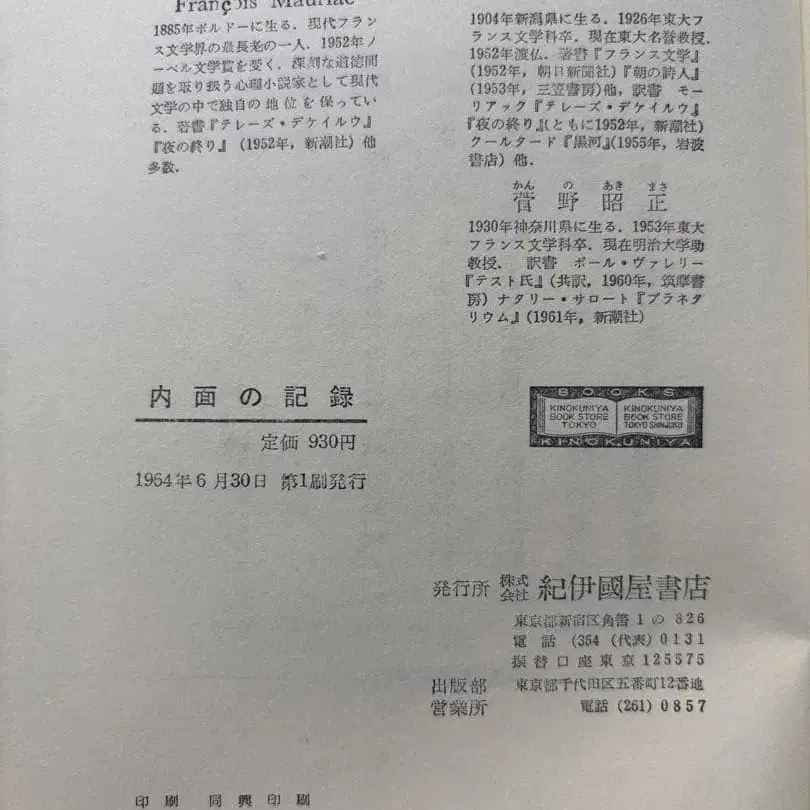 François Mauriac
1885年ボルドーに生る．現代フラン
ス文学界の最長老の一人．1952年ノ
ーベル文学賞を受く．深刻な道徳問
題を取り扱う心理小説家として現代
文学の中で独自の地位を保ってい
る．著書『テレーズ・デケイルウ』
『夜の終り』（1952年，新潮社）他
多数．
1904年新潟県に生る．1926年東大フ
ランス文学科卒．現在東大名誉教授．
1952年渡仏．著書『フランス文学』
（1952年，朝日新聞社）『朝の詩人』
（1953年，三笠書房）他，訳書 モー
リアック『テレーズ・デケイルウ』
『夜の終り』（ともに1952年，新潮社）
クールタード『黒河』（1955年，岩波
書店）他．
かん の あき まさ
菅野昭正
1930年神奈川県に生る．1953年東大
フランス文学科卒．現在明治大学助
教授． 訳書 ポール・ヴァレリー
『テスト氏』（共訳，1960年，筑摩書
房）ナタリー・サロート『プラネタ
リウム』（1961年，新潮社）
内面の記録
定価 930円
1964年6月30日 第1刷発行
BOOKS
KINOKUNIYA
BOOK STORE
TOKYO
KINOKUNIYA
BOOK STORE
TOKYO SHINJUKU
KINOKUNIYA
発行所 株式会社 紀伊國屋書店
東京都新宿区角筈1の826
電話 (354 (代表) 0131
振替口座東京125575
出版部 東京都千代田区五番町12番地
営業所 電話 (261) 0857
印刷 同興印刷